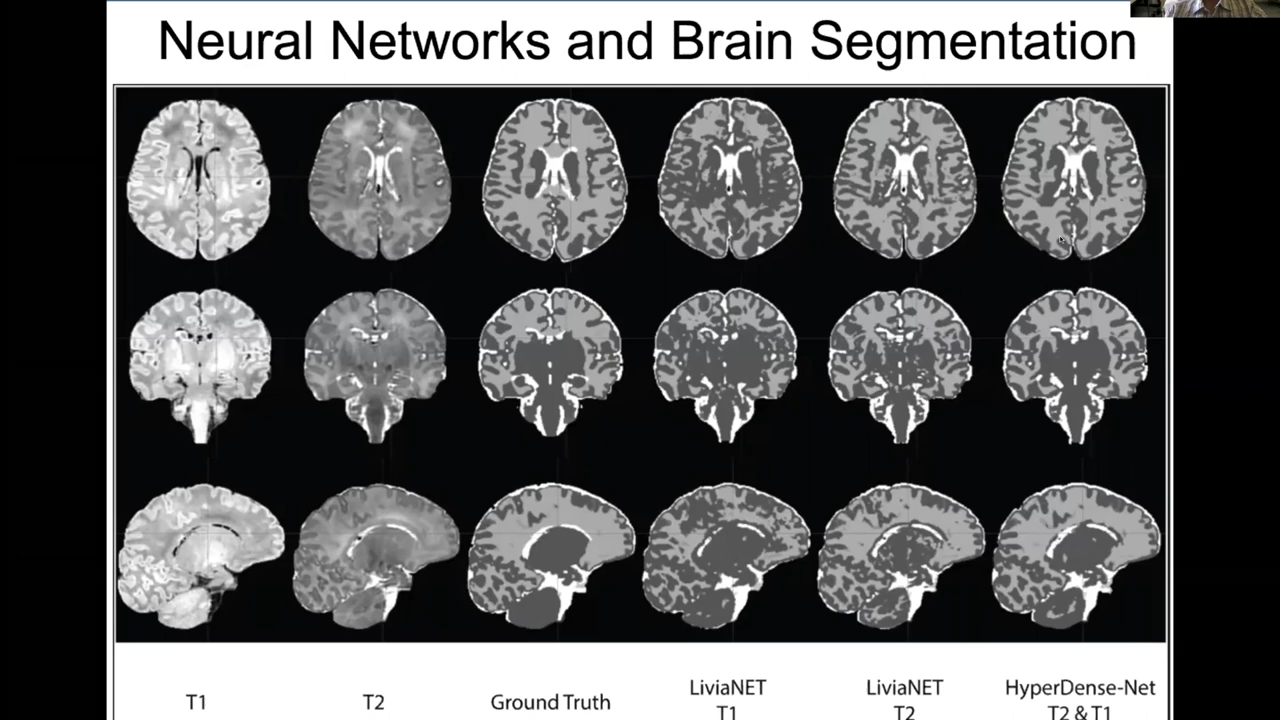 Neural Networks and Brain Segmentation
T1
T2
Ground Truth
LiviaNET
T1
LiviaNET
T2
HyperDense-Net
T2 & T1